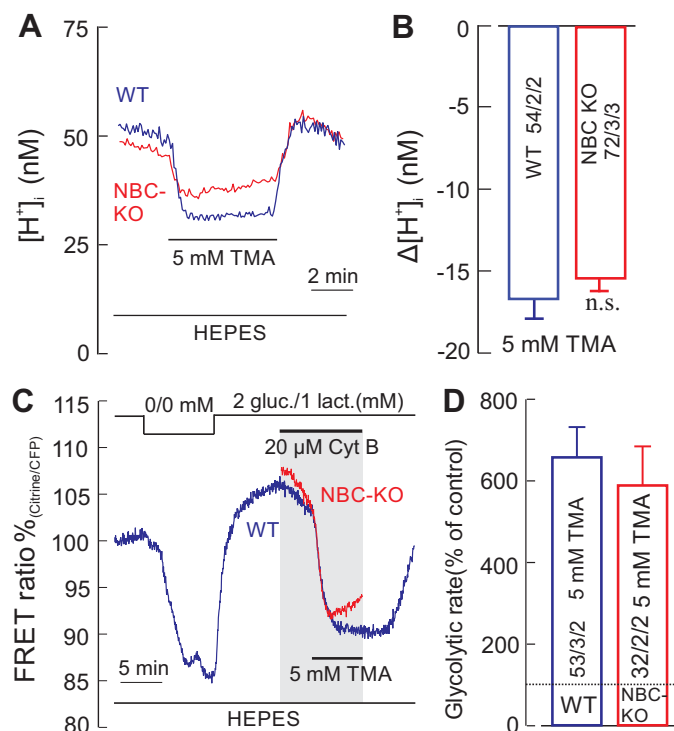 A
75
50
25
0
[H⁺]ᵢ (nM)
WT
NBC-
KO
5 mM TMA
2 min
HEPES
B
0
-5
-10
-15
-20
Δ[H⁺]ᵢ (nM)
WT 54/2/2
NBC KO
72/3/3
n.s.
5 mM TMA
C
115
110
105
100
95
90
85
80
FRET ratio %(Citrine/CFP)
0/0 mM
2 gluc./1 lact.(mM)
20 µM Cyt B
NBC-KO
WT
5 min
5 mM TMA
HEPES
D
800
600
400
200
0
Glycolytic rate(% of control)
53/3/2 5 mM TMA
32/2/2 5 mM TMA
WT
NBC-
KO